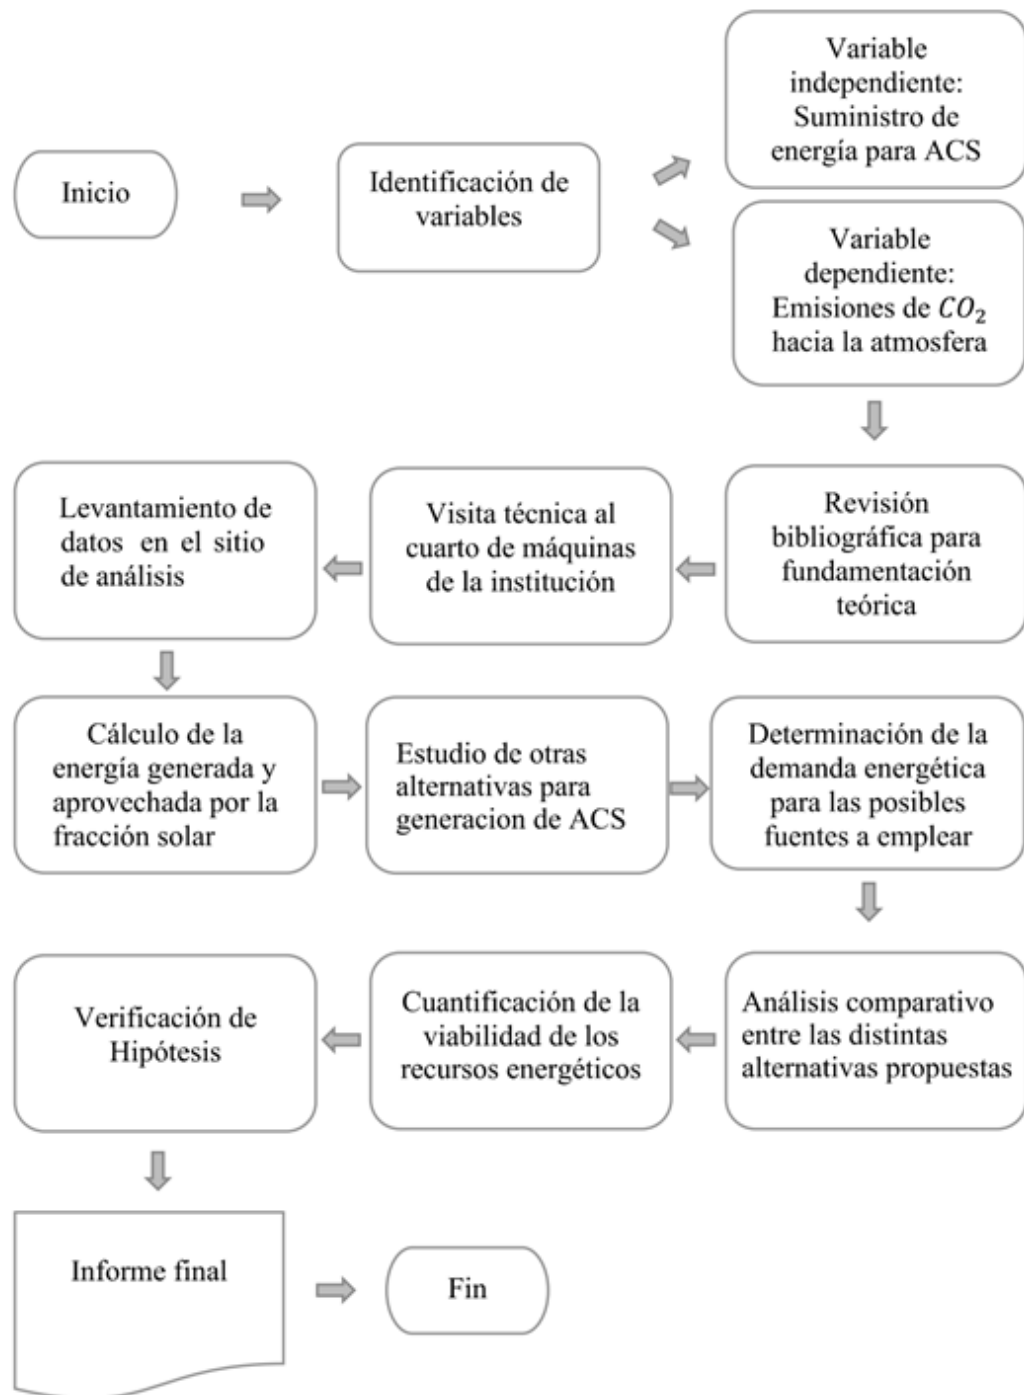 Inicio
Identificación de
variables
Variable
independiente:
Suministro de
energía para ACS
Variable
dependiente:
Emisiones de CO₂
hacia la atmosfera
Revisión
bibliográfica para
fundamentación
teórica
Visita técnica al
cuarto de máquinas
de la institución
Levantamiento de
datos en el sitio
de análisis
Cálculo de la
energía generada y
aprovechada por la
fracción solar
Estudio de otras
alternativas para
generacion de ACS
Determinación de la
demanda energética
para las posibles
fuentes a emplear
Análisis comparativo
entre las distintas
alternativas propuestas
Cuantificación de la
viabilidad de los
recursos energéticos
Verificación de
Hipótesis
Informe final
Fin